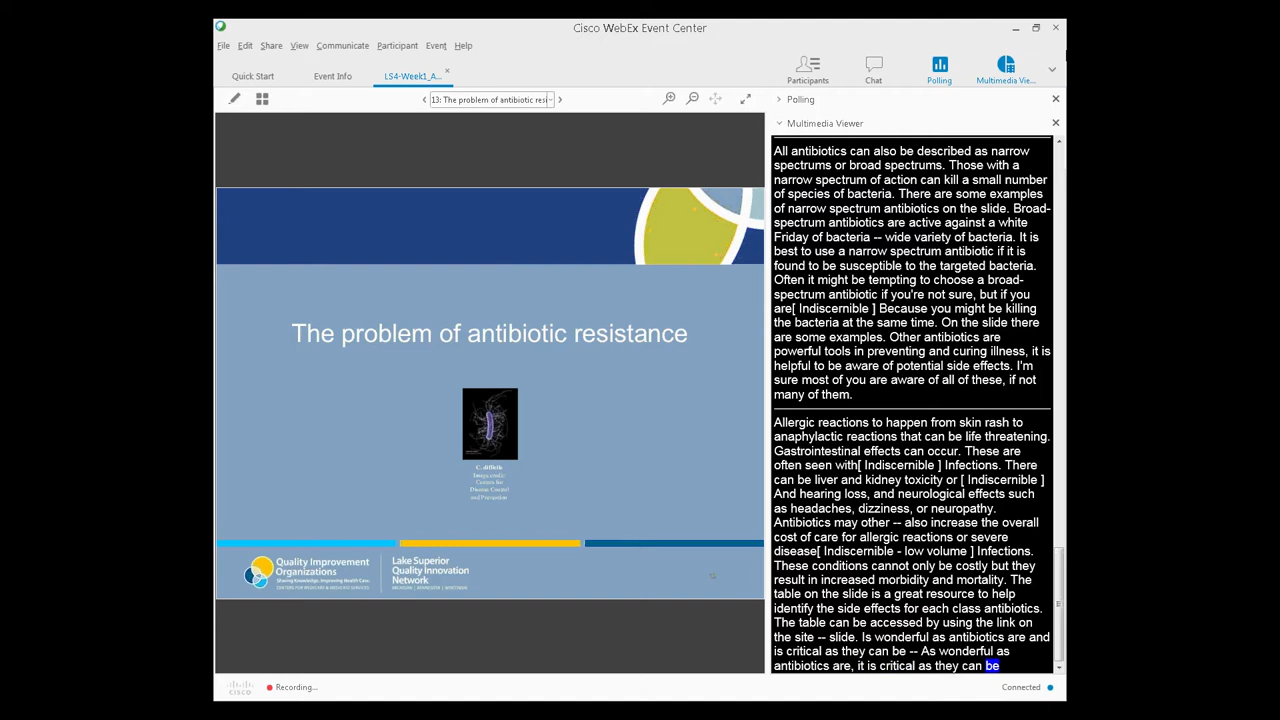 Cisco WebEx Event Center
File Edit Share View Communicate Participant Event Help
Quick Start Event Info LS4-Week1_A...
Participants Chat Polling Multimedia Vie...
13: The problem of antibiotic resi
Polling
Multimedia Viewer
The problem of antibiotic resistance
C. difficile
Image credit:
Centers for
Disease Control
and Prevention
Quality Improvement
Organizations
Sharing Knowledge. Improving Health Care.
CENTERS FOR MEDICARE & MEDICAID SERVICES
Lake Superior
Quality Innovation
Network
MICHIGAN | MINNESOTA | WISCONSIN
All antibiotics can also be described as narrow
spectrums or broad spectrums. Those with a
narrow spectrum of action can kill a small number
of species of bacteria. There are some examples
of narrow spectrum antibiotics on the slide. Broad-
spectrum antibiotics are active against a white
Friday of bacteria -- wide variety of bacteria. It is
best to use a narrow spectrum antibiotic if it is
found to be susceptible to the targeted bacteria.
Often it might be tempting to choose a broad-
spectrum antibiotic if you're not sure, but if you
are[ Indiscernible ] Because you might be killing
the bacteria at the same time. On the slide there
are some examples. Other antibiotics are
powerful tools in preventing and curing illness, it is
helpful to be aware of potential side effects. I'm
sure most of you are aware of all of these, if not
many of them.
Allergic reactions to happen from skin rash to
anaphylactic reactions that can be life threatening.
Gastrointestinal effects can occur. These are
often seen with[ Indiscernible ] Infections. There
can be liver and kidney toxicity or [ Indiscernible ]
And hearing loss, and neurological effects such
as headaches, dizziness, or neuropathy.
Antibiotics may other -- also increase the overall
cost of care for allergic reactions or severe
disease[ Indiscernible - low volume ] Infections.
These conditions cannot only be costly but they
result in increased morbidity and mortality. The
table on the slide is a great resource to help
identify the side effects for each class antibiotics.
The table can be accessed by using the link on
the site -- slide. Is wonderful as antibiotics are and
is critical as they can be -- As wonderful as
antibiotics are, it is critical as they can be
cisco
Recording...
Connected